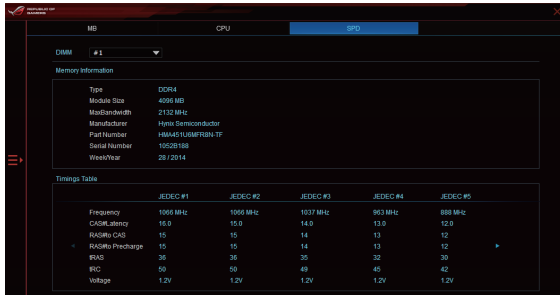 REPUBLIC OF
GAMERS
MB CPU SPD
DIMM #1
Memory Information
Type DDR4
Module Size 4096 MB
MaxBandwidth 2132 MHz
Manufacturer Hynix Semiconductor
Part Number HMA451U6MFR8N-TF
Serial Number 1052B188
Week/Year 28 / 2014
Timings Table
JEDEC #1 JEDEC #2 JEDEC #3 JEDEC #4 JEDEC #5
Frequency 1066 MHz 1066 MHz 1037 MHz 963 MHz 888 MHz
CAS#Latency 16.0 15.0 14.0 13.0 12.0
RAS#to CAS 15 15 14 13 12
RAS#to Precharge 15 15 14 13 12
tRAS 36 36 35 32 30
tRC 50 50 49 45 42
Voltage 1.2V 1.2V 1.2V 1.2V 1.2V